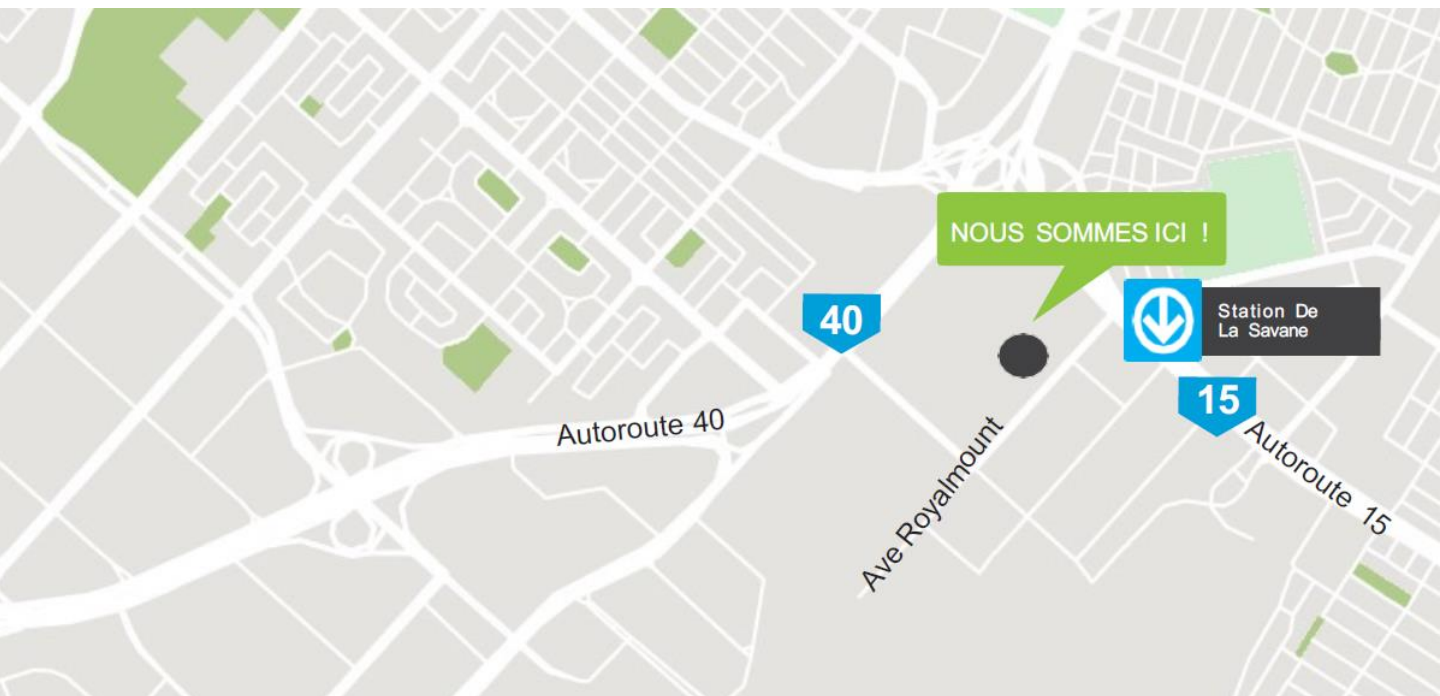 NOUS SOMMES ICI !
40
Station De
La Savane
15
Autoroute 40
Autoroute 15
Ave Royalmount